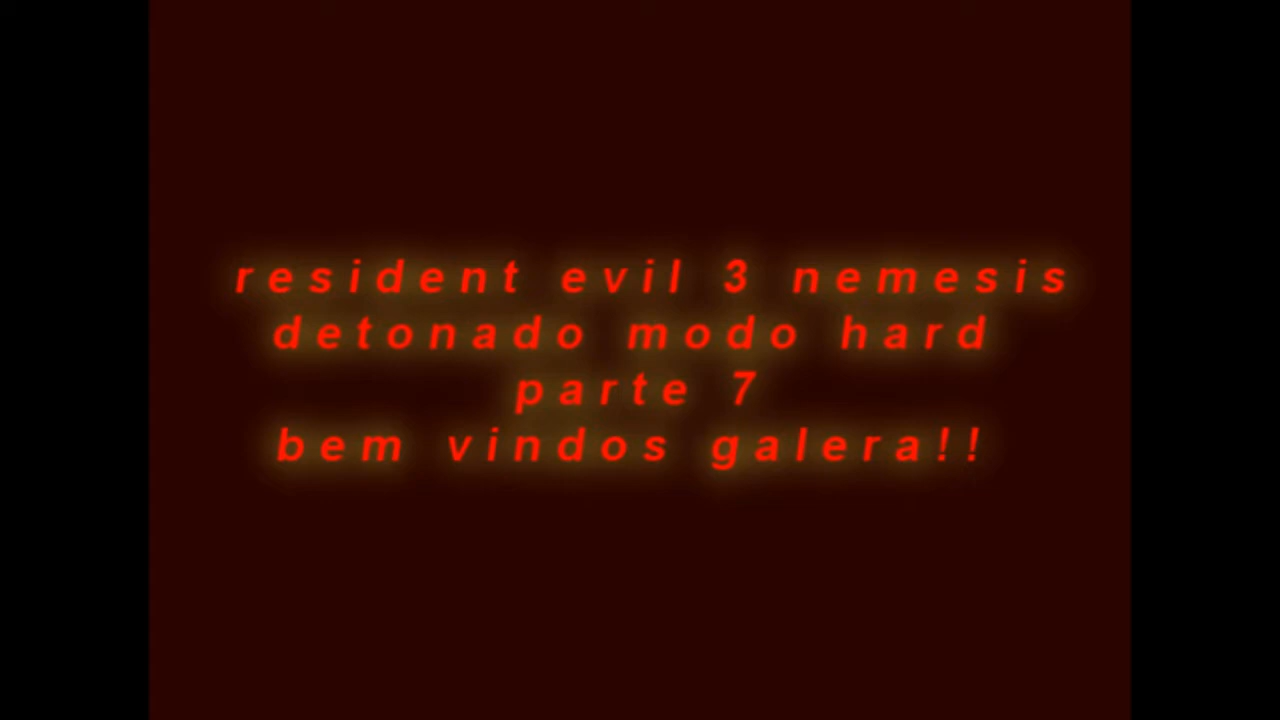 resident evil 3 nemesis
detonado modo hard
parte 7
bem vindos galera!!